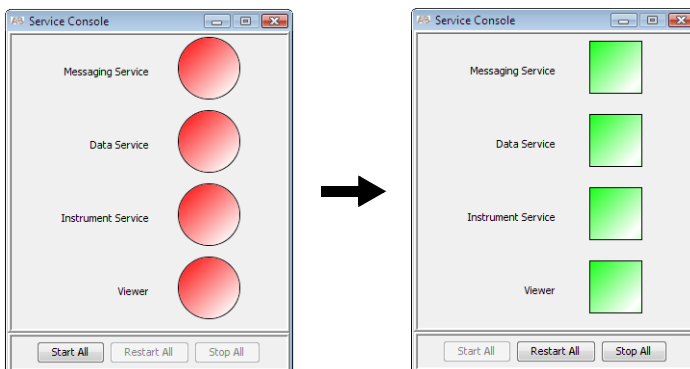 Service Console
Messaging Service
Data Service
Instrument Service
Viewer
Start All Restart All Stop All
Service Console
Messaging Service
Data Service
Instrument Service
Viewer
Start All Restart All Stop All